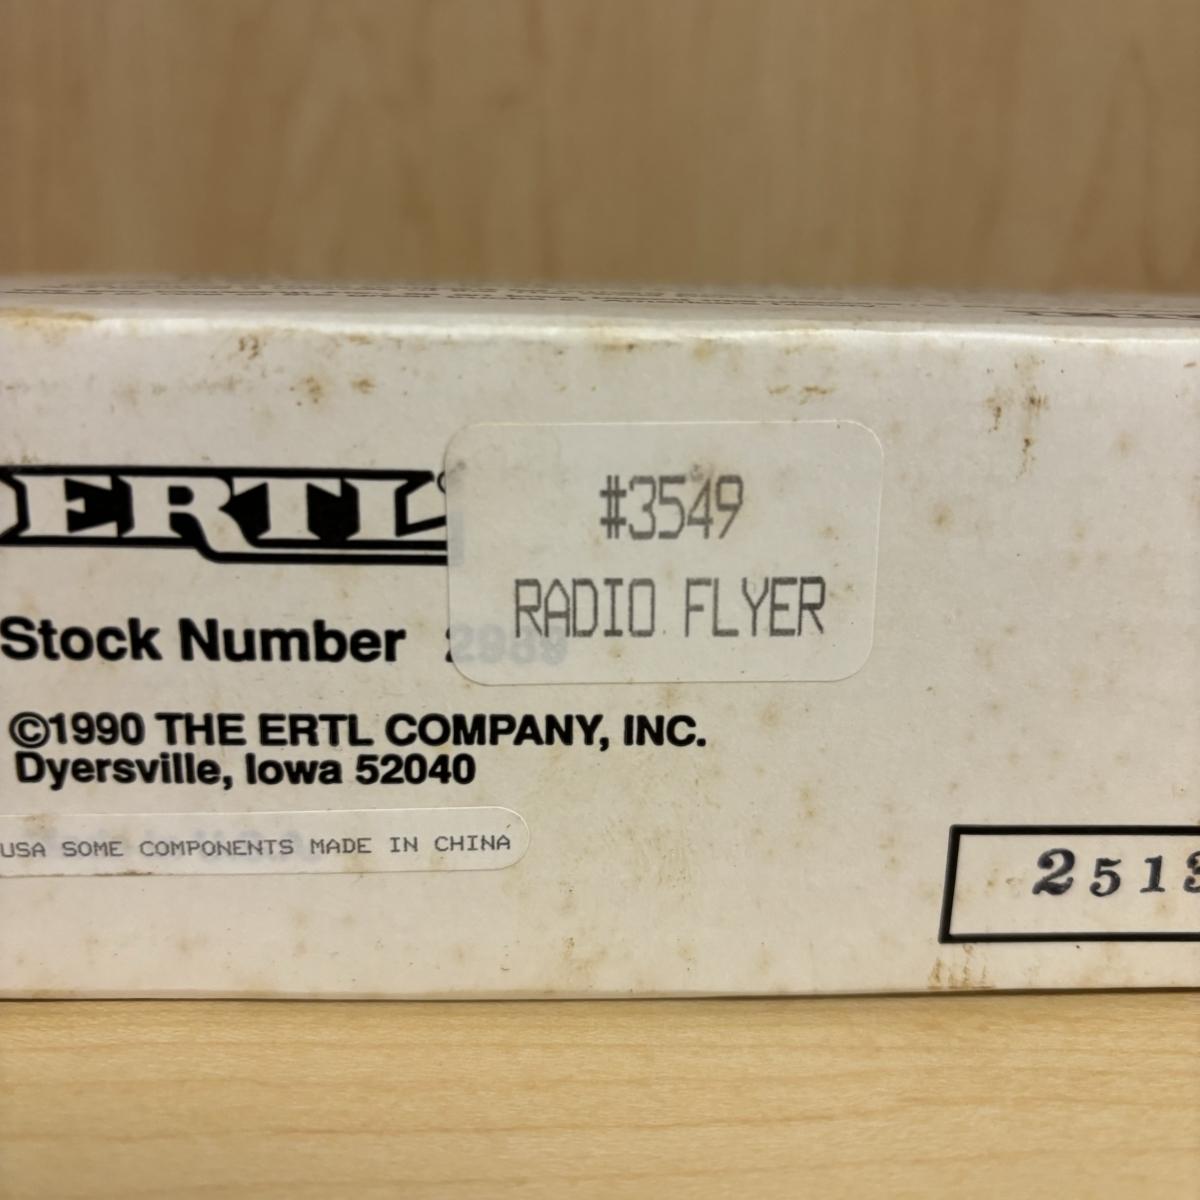 ERTL
#3549
RADIO FLYER
Stock Number
©1990 THE ERTL COMPANY, INC.
Dyersville, Iowa 52040
USA SOME COMPONENTS MADE IN CHINA
2513